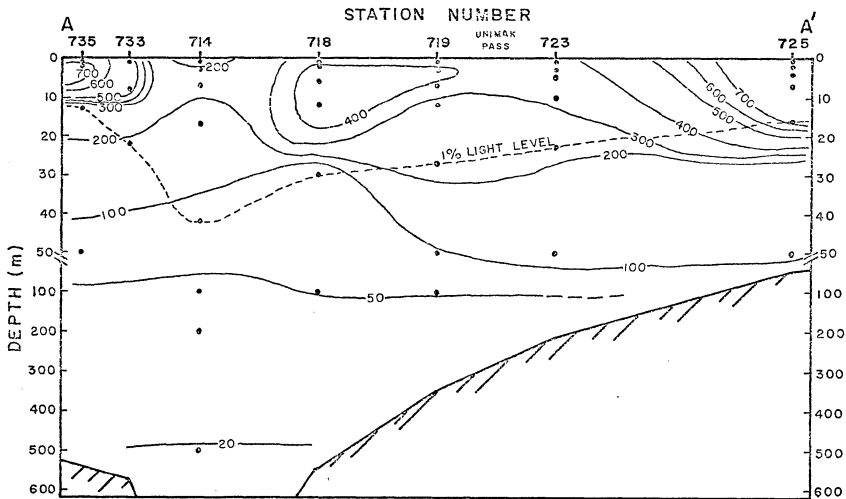 STATION NUMBER
A A'
735 733 714 718 719 UNIMAK PASS 723 725
0 700 200 700 0
600 600
10 500 400 500 10
300 400
20 200 300 20
1% LIGHT LEVEL 200
30 30
100
40 40
50 100 50
DEPTH (m)
100 50 100
200 200
300 300
400 400
20
500 500
600 600